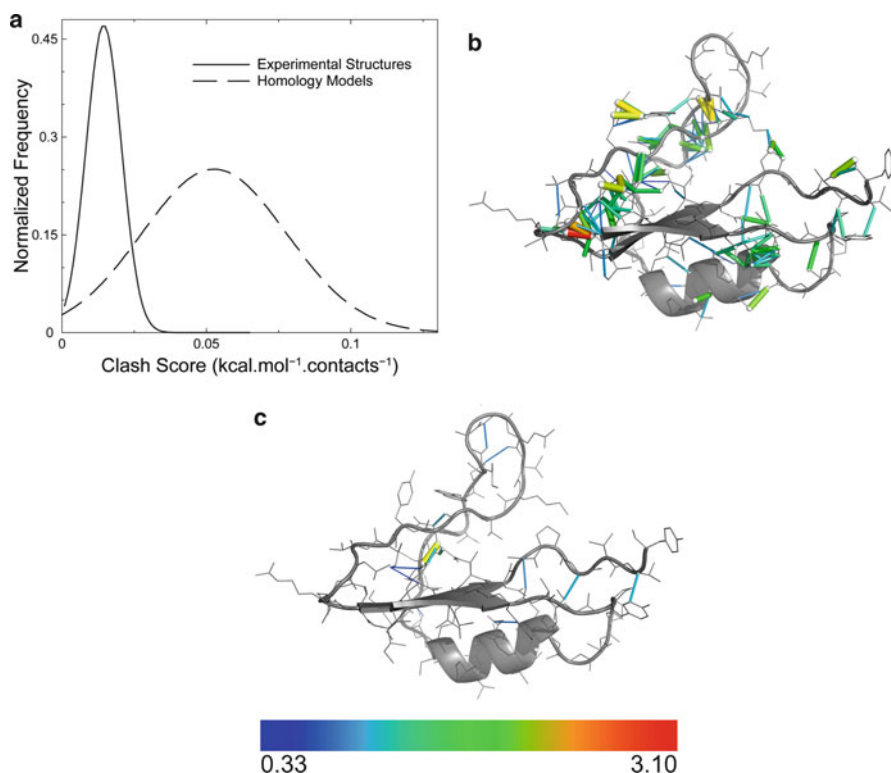 a
0.45
0.3
0.15
0
Normalized Frequency
Experimental Structures
Homology Models
0
0.05
0.1
Clash Score (kcal.mol⁻¹.contacts⁻¹)
b
c
0.33
3.10